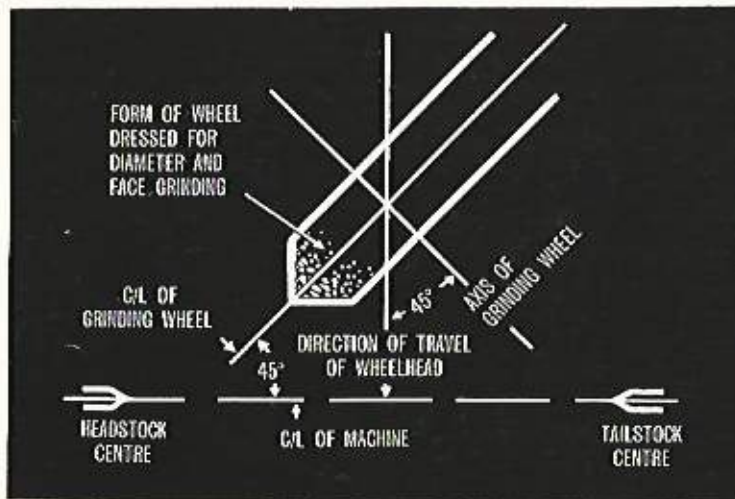 FORM OF WHEEL
DRESSED FOR
DIAMETER AND
FACE GRINDING
C/L OF
GRINDING WHEEL
45°
AXIS OF
GRINDING WHEEL
DIRECTION OF TRAVEL
OF WHEELHEAD
45°
HEADSTOCK
CENTRE
C/L OF MACHINE
TAILSTOCK
CENTRE